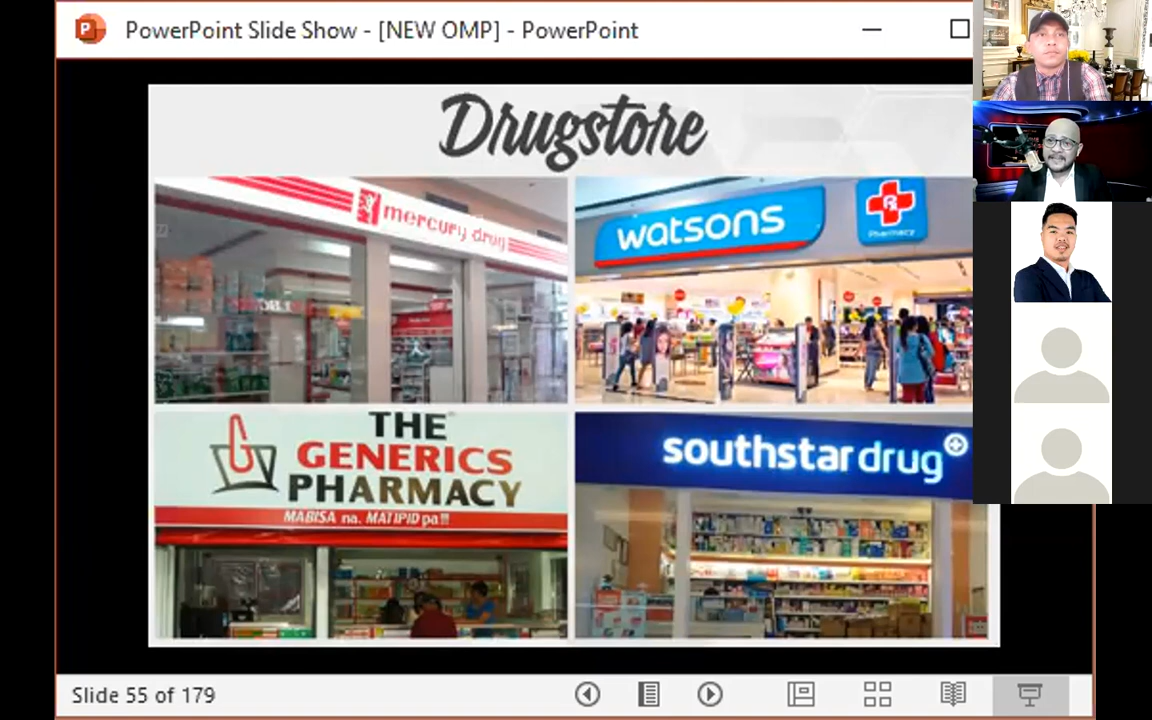 PowerPoint Slide Show - [NEW OMP] - PowerPoint
Drugstore
mercury drug
watsons
Pharmacy
THE
GENERICS
PHARMACY
MABISA na. MATIPID pa!!
southstar drug
Slide 55 of 179